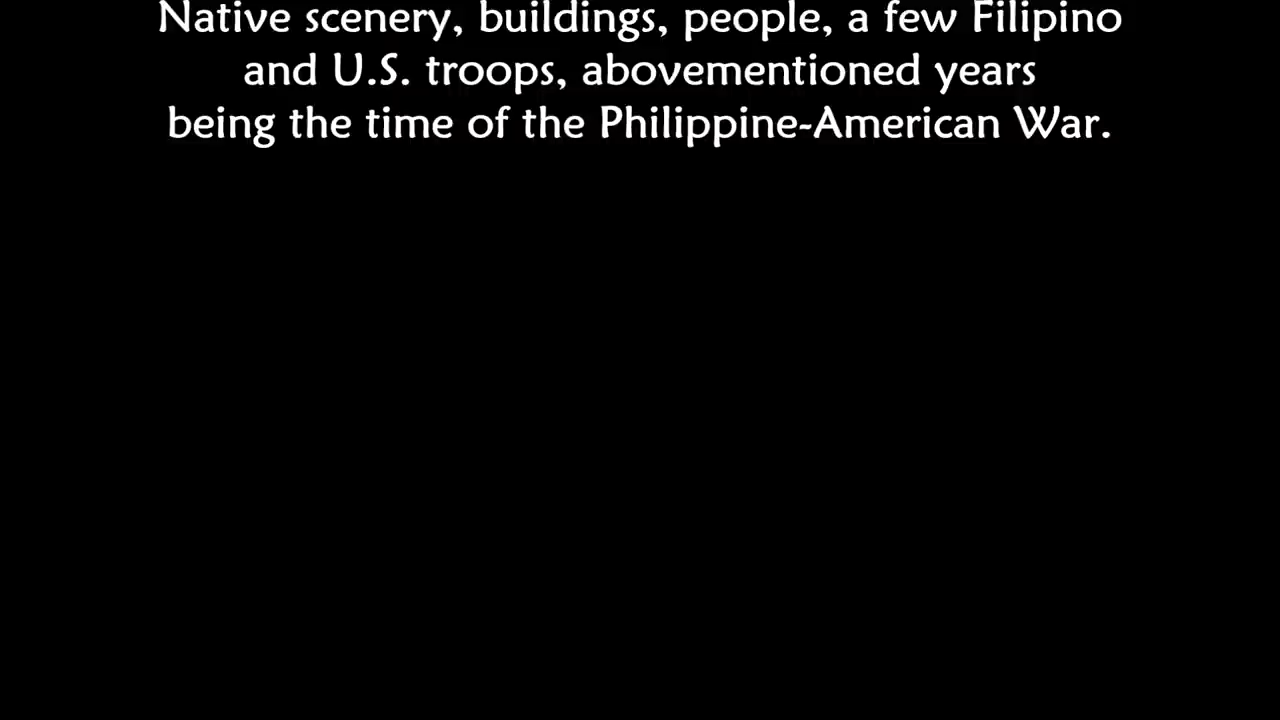 Native scenery, buildings, people, a few Filipino
and U.S. troops, abovementioned years
being the time of the Philippine-American War.